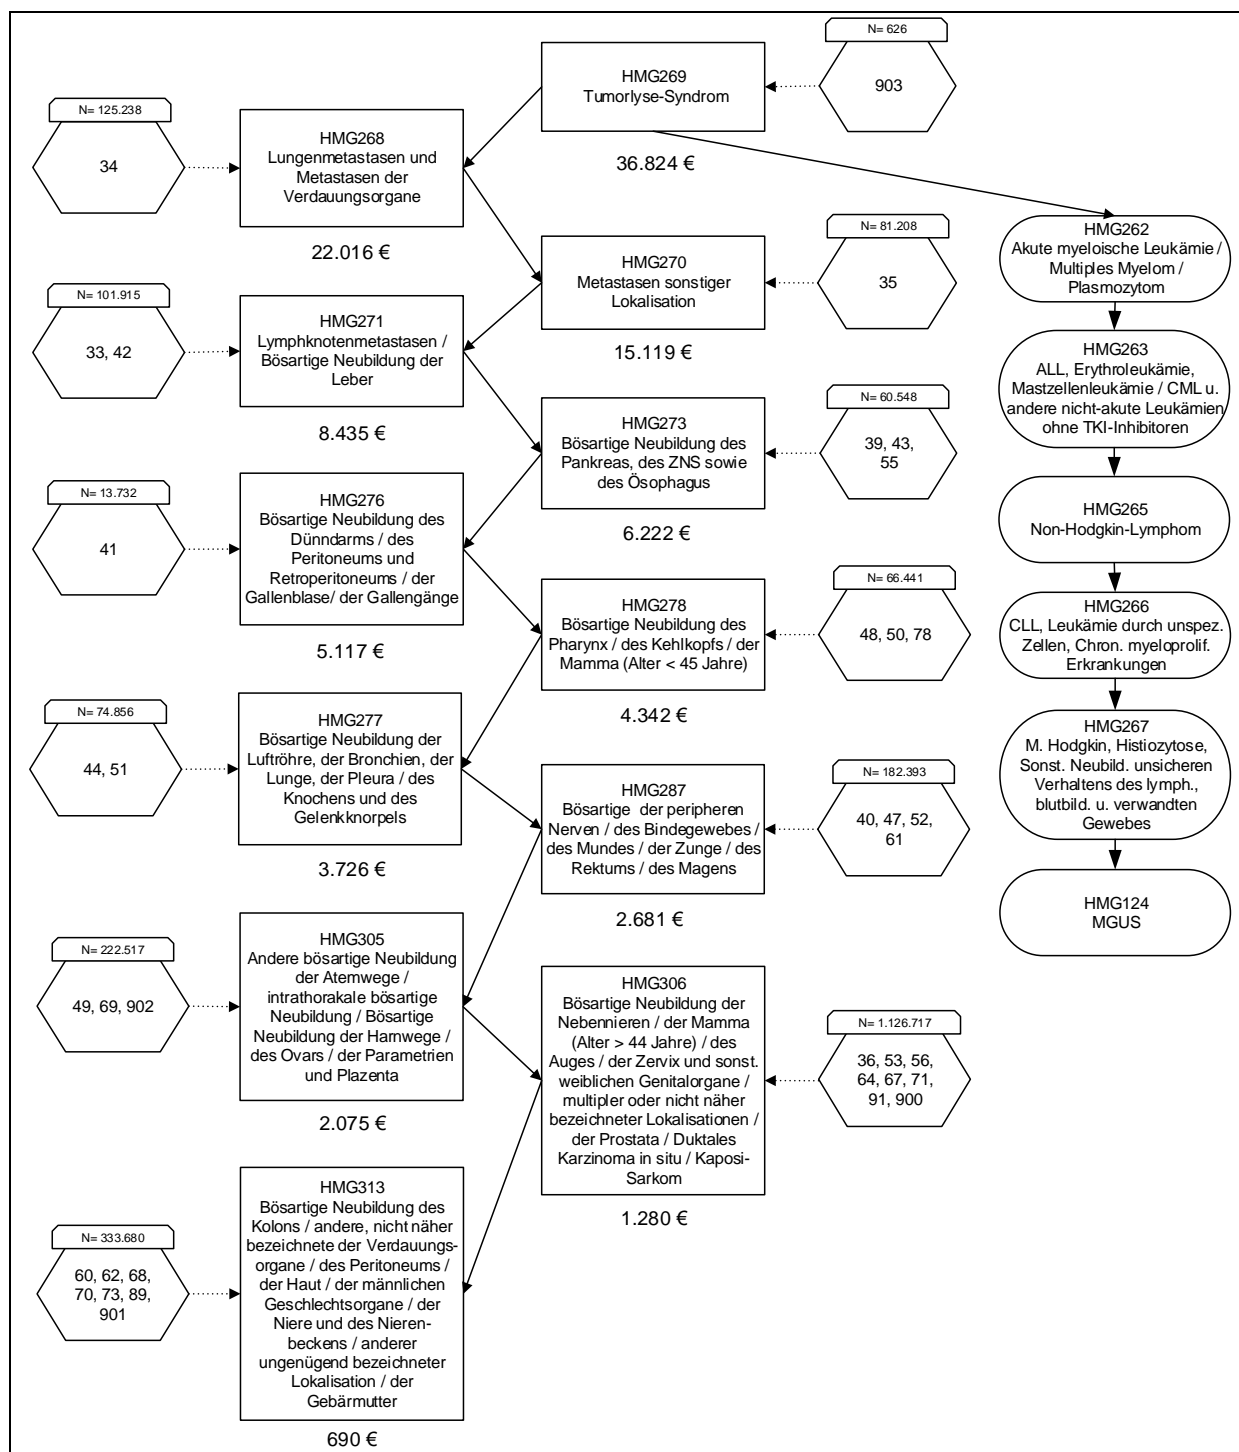 N= 626
903
HMG269
Tumorlyse-Syndrom
36.824 €
N= 125.238
34
HMG268
Lungenmetastasen und
Metastasen der
Verdauungsorgane
22.016 €
N= 81.208
35
HMG270
Metastasen sonstiger
Lokalisation
15.119 €
N= 101.915
33, 42
HMG271
Lymphknotenmetastasen /
Bösartige Neubildung der
Leber
8.435 €
N= 60.548
39, 43,
55
HMG273
Bösartige Neubildung des
Pankreas, des ZNS sowie
des Ösophagus
6.222 €
N= 13.732
41
HMG276
Bösartige Neubildung des
Dünndarms / des
Peritoneums und
Retroperitoneums / der
Gallenblase/ der Gallengänge
5.117 €
N= 66.441
48, 50, 78
HMG278
Bösartige Neubildung des
Pharynx / des Kehlkopfs / der
Mamma (Alter < 45 Jahre)
4.342 €
N= 74.856
44, 51
HMG277
Bösartige Neubildung der
Luftröhre, der Bronchien, der
Lunge, der Pleura / des
Knochens und des
Gelenkknorpels
3.726 €
N= 182.393
40, 47, 52,
61
HMG287
Bösartige der peripheren
Nerven / des Bindegewebes /
des Mundes / der Zunge / des
Rektums / des Magens
2.681 €
N= 222.517
49, 69, 902
HMG305
Andere bösartige Neubildung
der Atemwege /
intrathorakale bösartige
Neubildung / Bösartige
Neubildung der Harnwege /
des Ovars / der Parametrien
und Plazenta
2.075 €
N= 1.126.717
36, 53, 56,
64, 67, 71,
91, 900
HMG306
Bösartige Neubildung der
Nebennieren / der Mamma
(Alter > 44 Jahre) / des
Auges / der Zervix und sonst.
weiblichen Genitalorgane /
multipler oder nicht näher
bezeichneter Lokalisationen /
der Prostata / Duktales
Karzinoma in situ / Kaposi-
Sarkom
1.280 €
N= 333.680
60, 62, 68,
70, 73, 89,
901
HMG313
Bösartige Neubildung des
Kolons / andere, nicht näher
bezeichnete der Verdauungs-
organe / des Peritoneums /
der Haut / der männlichen
Geschlechtsorgane / der
Niere und des Nieren-
beckens / anderer
ungenügend bezeichneter
Lokalisation / der
Gebärmutter
690 €
HMG262
Akute myeloische Leukämie /
Multiples Myelom /
Plasmozytom
HMG263
ALL, Erythroleukämie,
Mastzellenleukämie / CML u.
andere nicht-akute Leukämien
ohne TKI-Inhibitoren
HMG265
Non-Hodgkin-Lymphom
HMG266
CLL, Leukämie durch unspez.
Zellen, Chron. myeloprolif.
Erkrankungen
HMG267
M. Hodgkin, Histiozytose,
Sonst. Neubild. unsicheren
Verhaltens des lymph.,
blutbild. u. verwandten
Gewebes
HMG124
MGUS